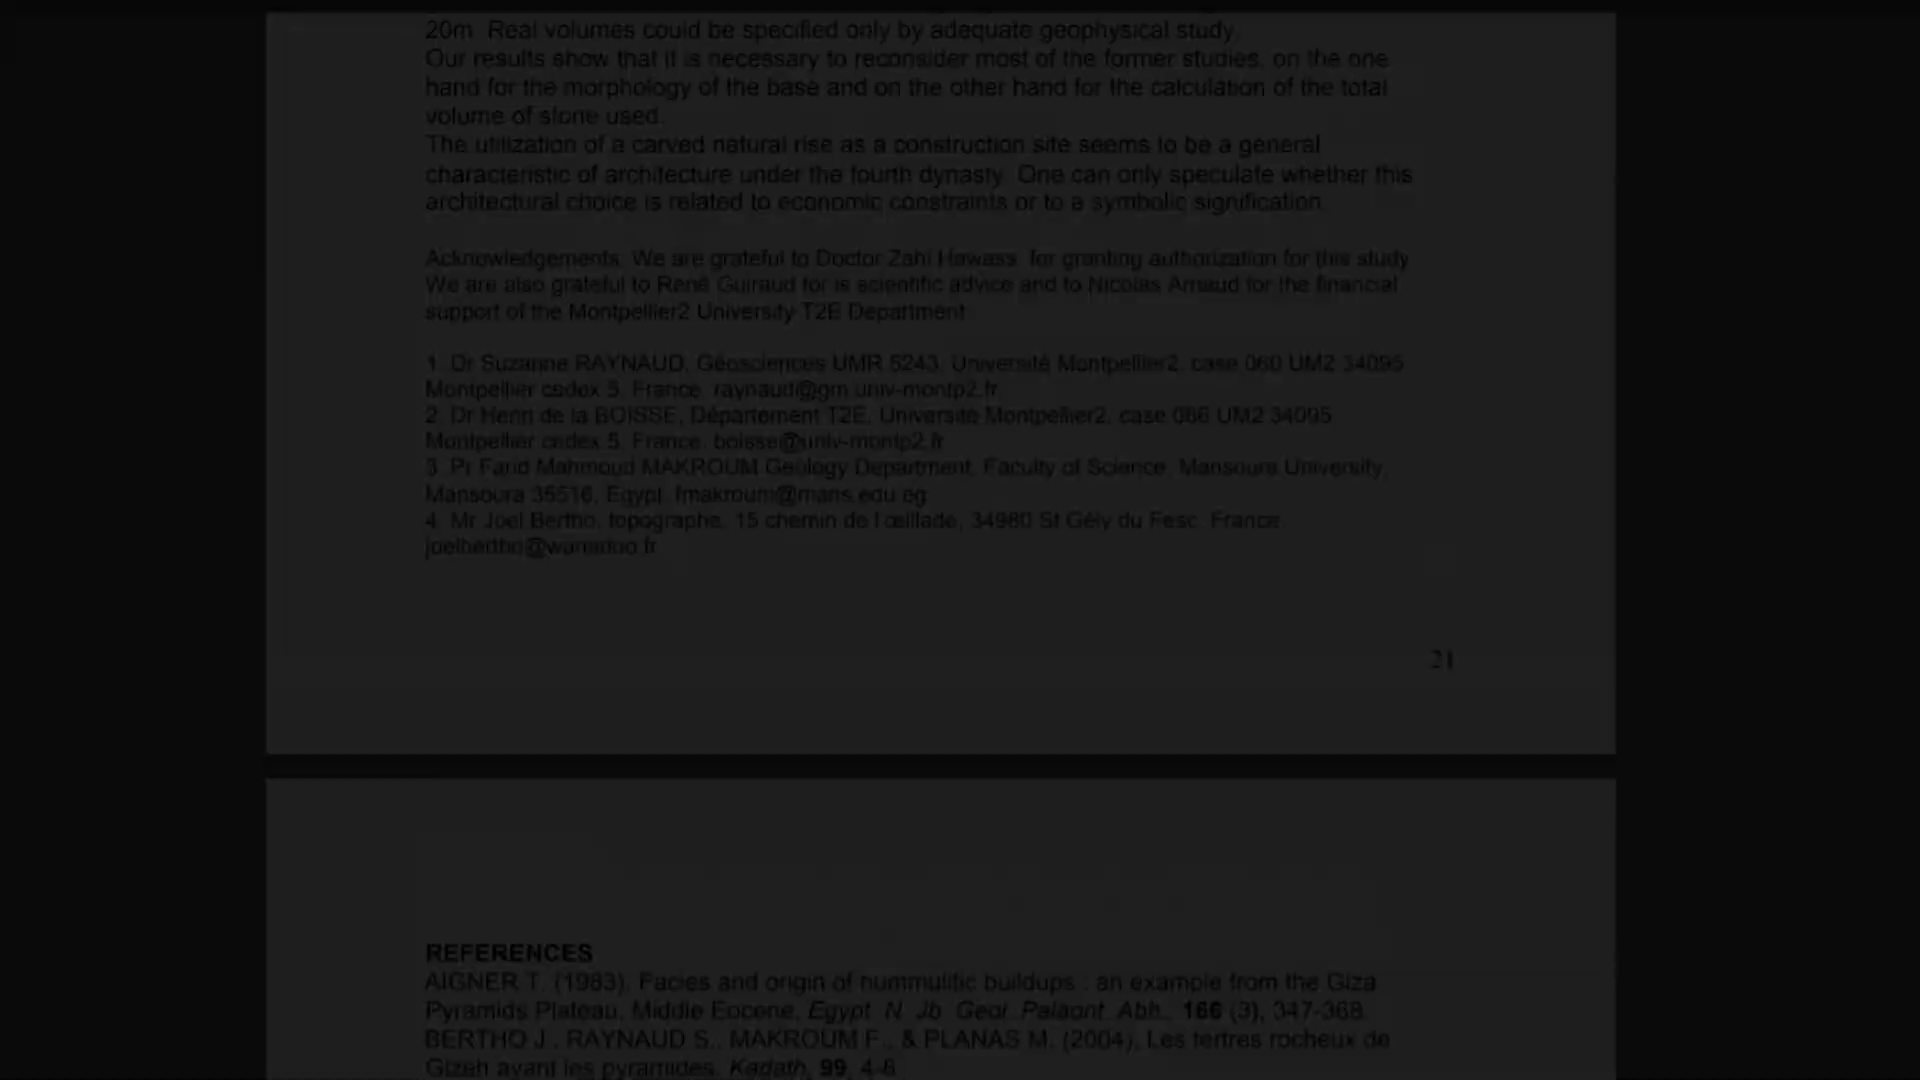 20m. Real volumes could be specified only by adequate geophysical study.
Our results show that it is necessary to reconsider most of the former studies, on the one
hand for the morphology of the base and on the other hand for the calculation of the total
volume of stone used.
The utilization of a carved natural rise as a construction site seems to be a general
characteristic of architecture under the fourth dynasty. One can only speculate whether this
architectural choice is related to economic constraints or to a symbolic signification.
Acknowledgements. We are grateful to Doctor Zahi Hawass for granting authorization for this study.
We are also grateful to René Guiraud for is scientific advice and to Nicolas Arnaud for the financial
support of the Montpellier2 University T2E Department.
1. Dr Suzanne RAYNAUD, Géosciences UMR 5243, Université Montpellier2, case 060 UM2 34095
Montpellier cedex 5, France. raynaud@gm.univ-montp2.fr
2. Dr Henri de la BOISSE, Département T2E, Université Montpellier2, case 066 UM2 34095
Montpellier cedex 5, France. boisse@univ-montp2.fr
3. Pr Farid Mahmoud MAKROUM Geology Department, Faculty of Science, Mansoura University,
Mansoura 35516, Egypt. fmakroum@mans.edu.eg
4. Mr Joel Bertho, topographe, 15 chemin de l'œillade, 34980 St Gély du Fesc, France.
joelbertho@wanadoo.fr
21
REFERENCES
AIGNER T. (1983). Facies and origin of nummulitic buildups : an example from the Giza
Pyramids Plateau, Middle Eocene, Egypt. N. Jb. Geol. Palaont. Abh., 166 (3), 347-368.
BERTHO J., RAYNAUD S., MAKROUM F., & PLANAS M. (2004). Les tertres rocheux de
Gizeh avant les pyramides. Kadath, 99, 4-6